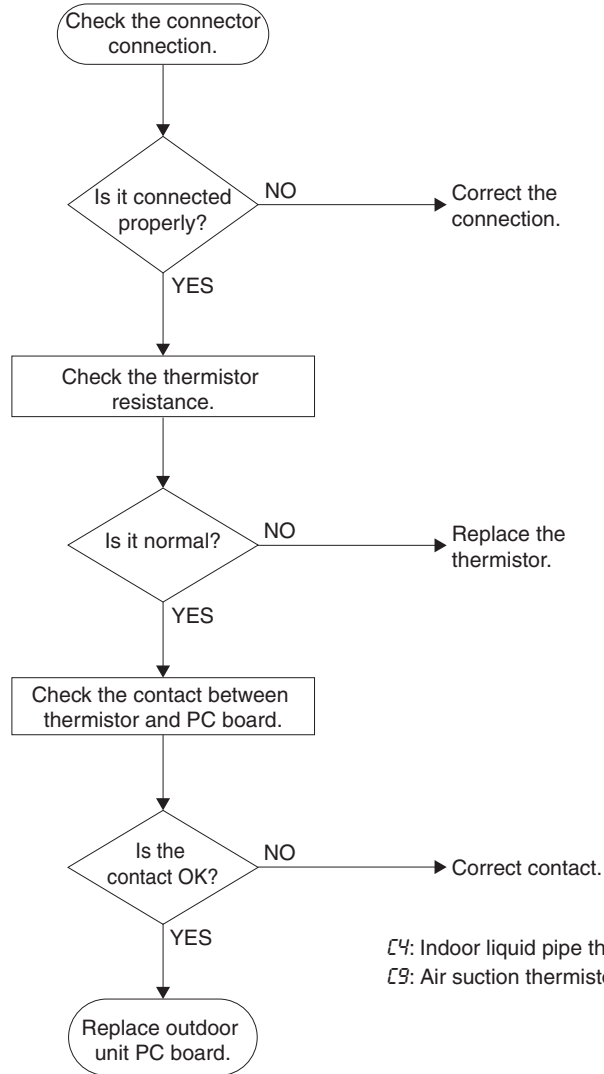 Check the connector
connection.
Is it connected
properly?
NO
Correct the
connection.
YES
Check the thermistor
resistance.
Is it normal?
NO
Replace the
thermistor.
YES
Check the contact between
thermistor and PC board.
Is the
contact OK?
NO
Correct contact.
YES
C4: Indoor liquid pipe th
C9: Air suction thermisto
Replace outdoor
unit PC board.